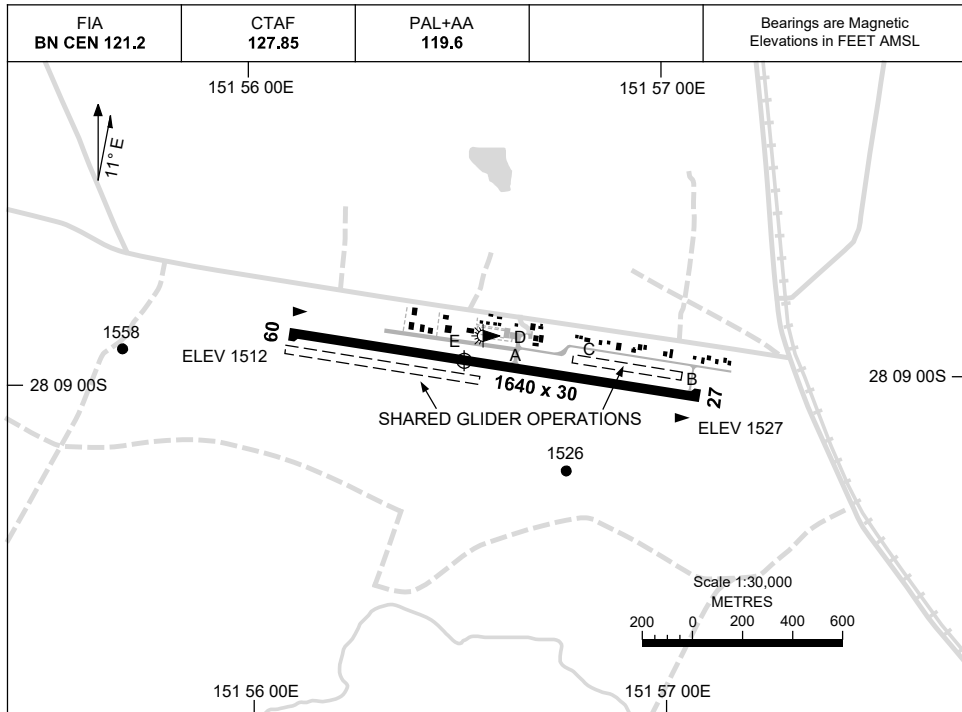 FIA
BN CEN 121.2
CTAF
127.85
PAL+AA
119.6
Bearings are Magnetic
Elevations in FEET AMSL
151 56 00E
151 57 00E
11° E
1558
09
ELEV 1512
E
D
A
C
B
28 09 00S
28 09 00S
1640 x 30
27
SHARED GLIDER OPERATIONS
ELEV 1527
1526
Scale 1:30,000
METRES
200 0 200 400 600
151 56 00E
151 57 00E